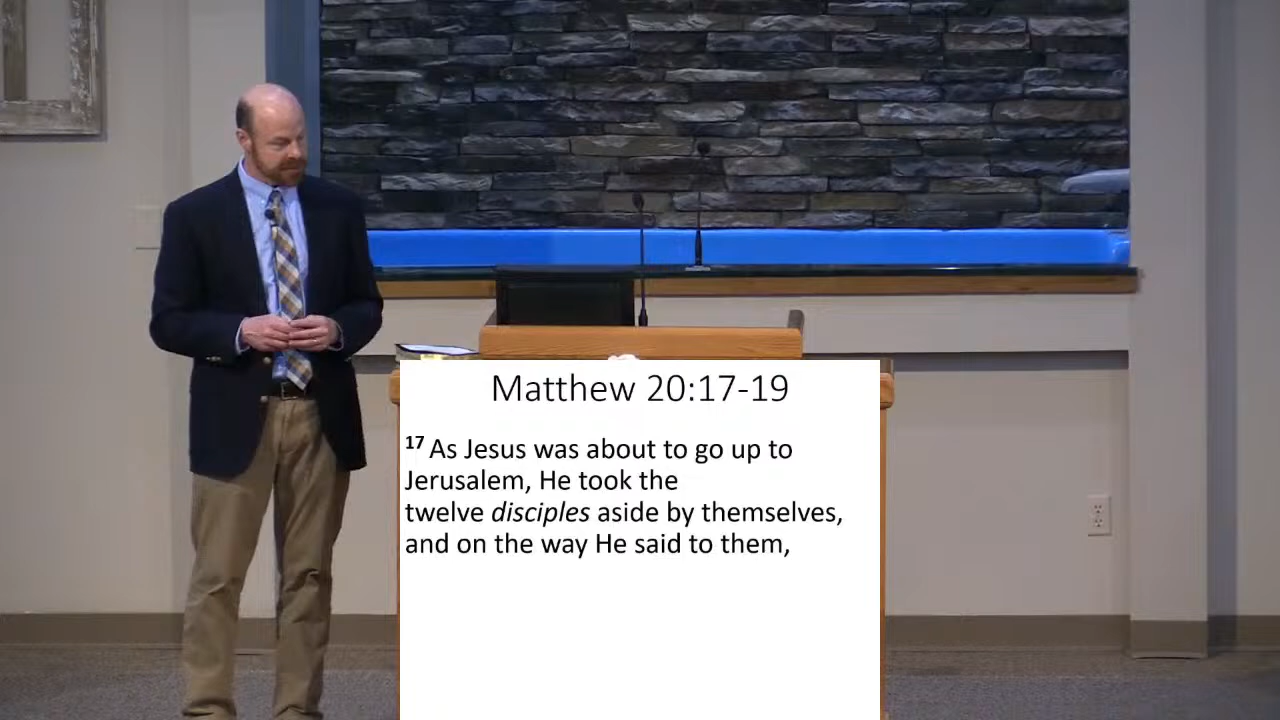 Matthew 20:17-19
17 As Jesus was about to go up to
Jerusalem, He took the
twelve disciples aside by themselves,
and on the way He said to them,